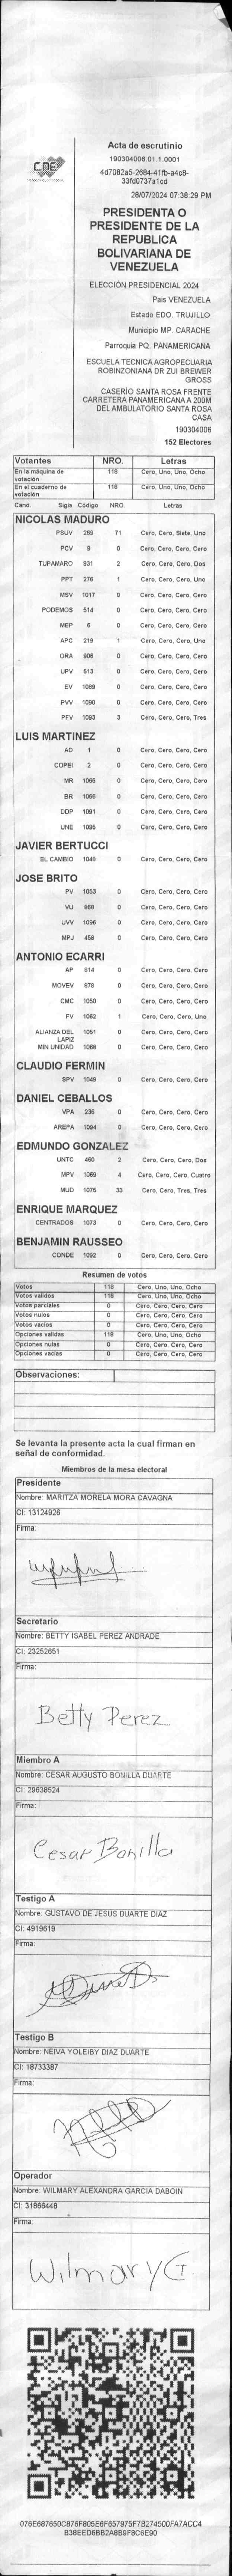 CNE
Acta de escrutinio
190304006.01.1.0001
4d7082a5-2684-41fb-a4c8-
33fd0737a1cd
28/07/2024 07:38:29 PM
PRESIDENTA O
PRESIDENTE DE LA
REPUBLICA
BOLIVARIANA DE
VENEZUELA
ELECCIÓN PRESIDENCIAL 2024
Pais VENEZUELA
Estado EDO. TRUJILLO
Municipio MP. CARACHE
Parroquia PQ. PANAMERICANA
ESCUELA TECNICA AGROPECUARIA
ROBINZONIANA DR ZUI BREWER
GROSS
CASERIO SANTA ROSA FRENTE
CARRETERA PANAMERICANA A 200M
DEL AMBULATORIO SANTA ROSA
CASA
190304006
152 Electores
Votantes NRO. Letras
En la máquina de votación 118 Cero, Uno, Uno, Ocho
En el cuaderno de votación 118 Cero, Uno, Uno, Ocho
Cand. Sigla Código NRO. Letras
NICOLAS MADURO
PSUV 269 71 Cero, Cero, Siete, Uno
PCV 9 0 Cero, Cero, Cero, Cero
TUPAMARO 931 2 Cero, Cero, Cero, Dos
PPT 276 1 Cero, Cero, Cero, Uno
MSV 1017 0 Cero, Cero, Cero, Cero
PODEMOS 514 0 Cero, Cero, Cero, Cero
MEP 6 0 Cero, Cero, Cero, Cero
APC 219 1 Cero, Cero, Cero, Uno
ORA 906 0 Cero, Cero, Cero, Cero
UPV 513 0 Cero, Cero, Cero, Cero
EV 1089 0 Cero, Cero, Cero, Cero
PVV 1090 0 Cero, Cero, Cero, Cero
PFV 1093 3 Cero, Cero, Cero, Tres
LUIS MARTINEZ
AD 1 0 Cero, Cero, Cero, Cero
COPEI 2 0 Cero, Cero, Cero, Cero
MR 1065 0 Cero, Cero, Cero, Cero
BR 1066 0 Cero, Cero, Cero, Cero
DDP 1091 0 Cero, Cero, Cero, Cero
UNE 1095 0 Cero, Cero, Cero, Cero
JAVIER BERTUCCI
EL CAMBIO 1048 0 Cero, Cero, Cero, Cero
JOSE BRITO
PV 1053 0 Cero, Cero, Cero, Cero
VU 868 0 Cero, Cero, Cero, Cero
UVV 1096 0 Cero, Cero, Cero, Cero
MPJ 458 0 Cero, Cero, Cero, Cero
ANTONIO ECARRI
AP 814 0 Cero, Cero, Cero, Cero
MOVEV 879 0 Cero, Cero, Cero, Cero
CMC 1050 0 Cero, Cero, Cero, Cero
FV 1062 1 Cero, Cero, Cero, Uno
ALIANZA DEL LAPIZ 1051 0 Cero, Cero, Cero, Cero
MIN UNIDAD 1068 0 Cero, Cero, Cero, Cero
CLAUDIO FERMIN
SPV 1049 0 Cero, Cero, Cero, Cero
DANIEL CEBALLOS
VPA 236 0 Cero, Cero, Cero, Cero
AREPA 1094 0 Cero, Cero, Cero, Cero
EDMUNDO GONZALEZ
UNTC 460 2 Cero, Cero, Cero, Dos
MPV 1069 4 Cero, Cero, Cero, Cuatro
MUD 1075 33 Cero, Cero, Tres, Tres
ENRIQUE MARQUEZ
CENTRADOS 1073 0 Cero, Cero, Cero, Cero
BENJAMIN RAUSSEO
CONDE 1092 0 Cero, Cero, Cero, Cero
Resumen de votos
Votos 118 Cero, Uno, Uno, Ocho
Votos validos 118 Cero, Uno, Uno, Ocho
Votos parciales 0 Cero, Cero, Cero, Cero
Votos nulos 0 Cero, Cero, Cero, Cero
Votos vacios 0 Cero, Cero, Cero, Cero
Opciones validas 118 Cero, Uno, Uno, Ocho
Opciones nulas 0 Cero, Cero, Cero, Cero
Opciones vacias 0 Cero, Cero, Cero, Cero
Observaciones:
Se levanta la presente acta la cual firman en
señal de conformidad.
Miembros de la mesa electoral
Presidente
Nombre: MARITZA MORELA MORA CAVAGNA
CI: 13124926
Firma:
Secretario
Nombre: BETTY ISABEL PEREZ ANDRADE
CI: 23252651
Firma:
Betty Perez
Miembro A
Nombre: CESAR AUGUSTO BONILLA DUARTE
CI: 29638524
Firma:
Cesar Bonilla
Testigo A
Nombre: GUSTAVO DE JESUS DUARTE DIAZ
CI: 4919619
Firma:
Testigo B
Nombre: NEIVA YOLEIBY DIAZ DUARTE
CI: 18733387
Firma:
Operador
Nombre: WILMARY ALEXANDRA GARCIA DABOIN
CI: 31866448
Firma:
Wilmary G.
076E687650C876F805E6F657975F7B274500FA7ACC4
B38EED6BB2A8B9F8C6E90